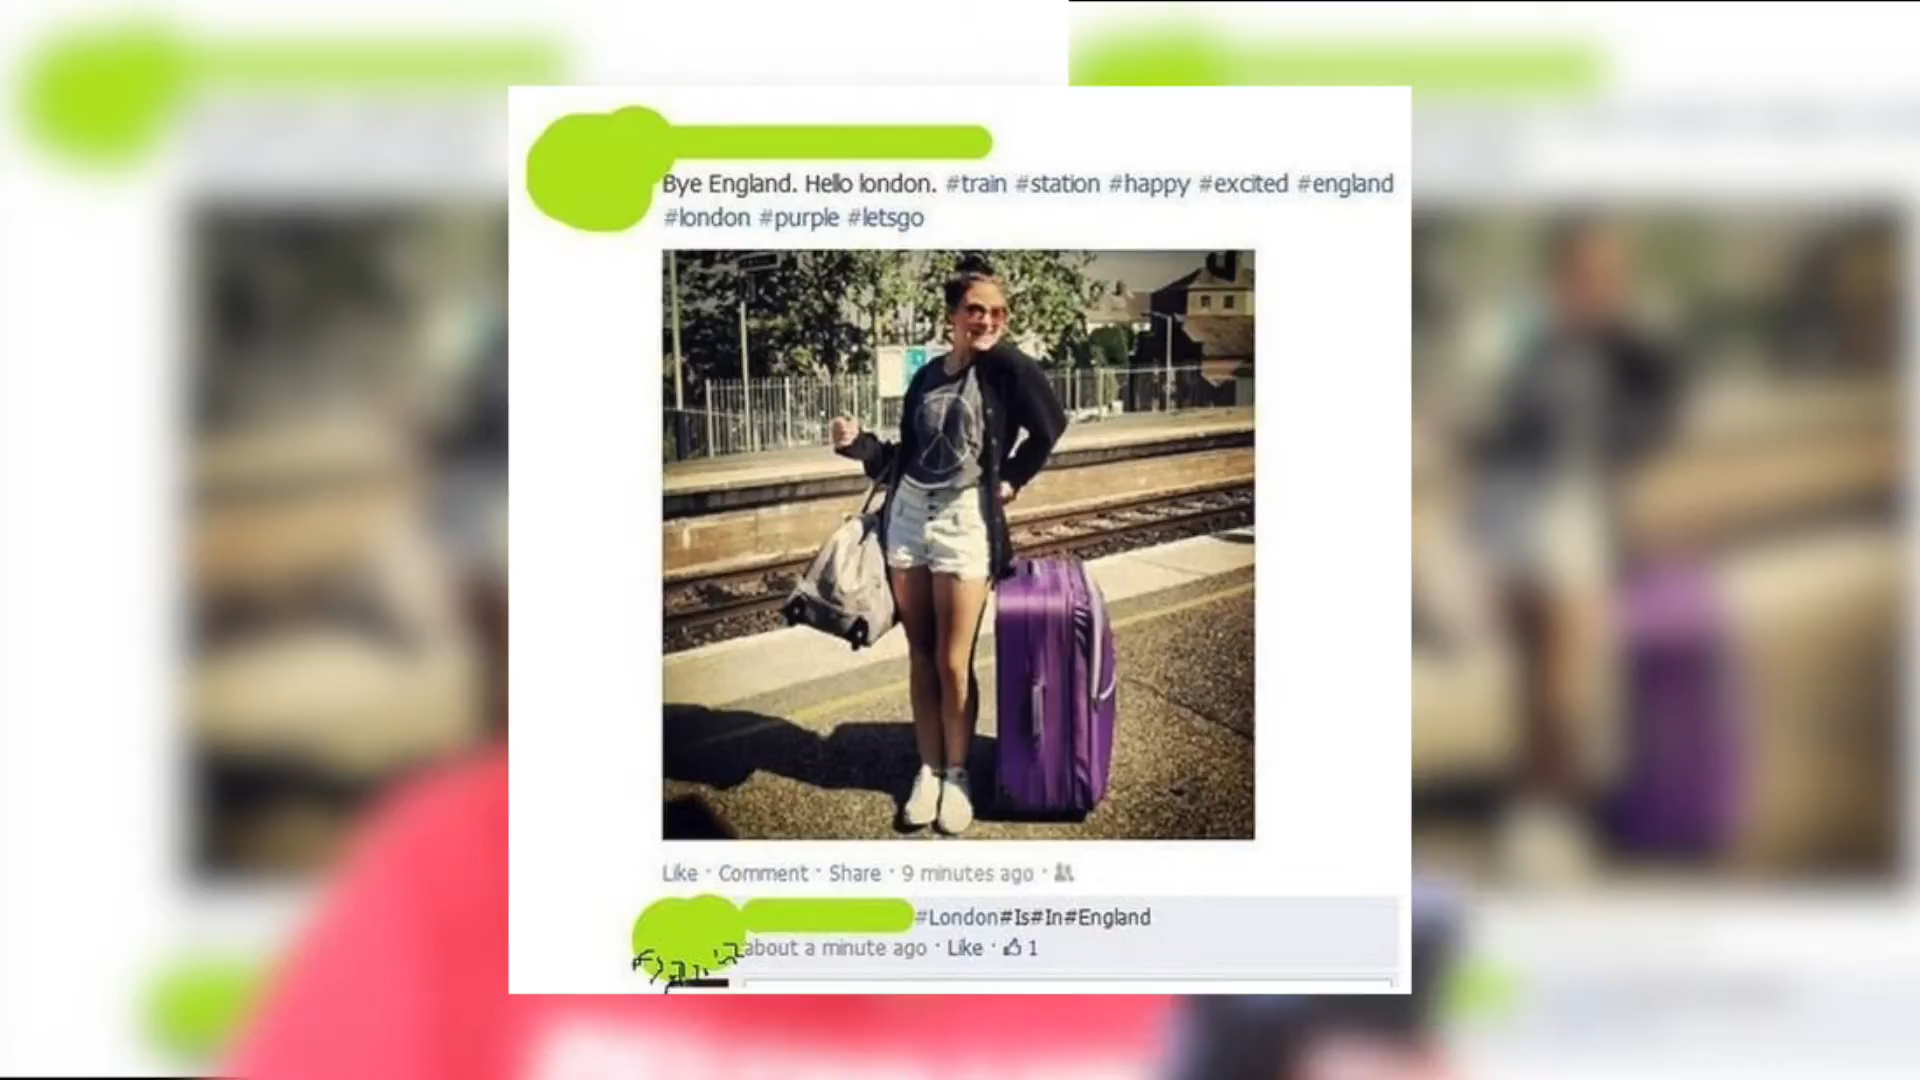 Bye England. Hello london. #train #station #happy #excited #england
#london #purple #letsgo
Like · Comment · Share · 9 minutes ago ·
#London#Is#In#England
about a minute ago · Like · 1